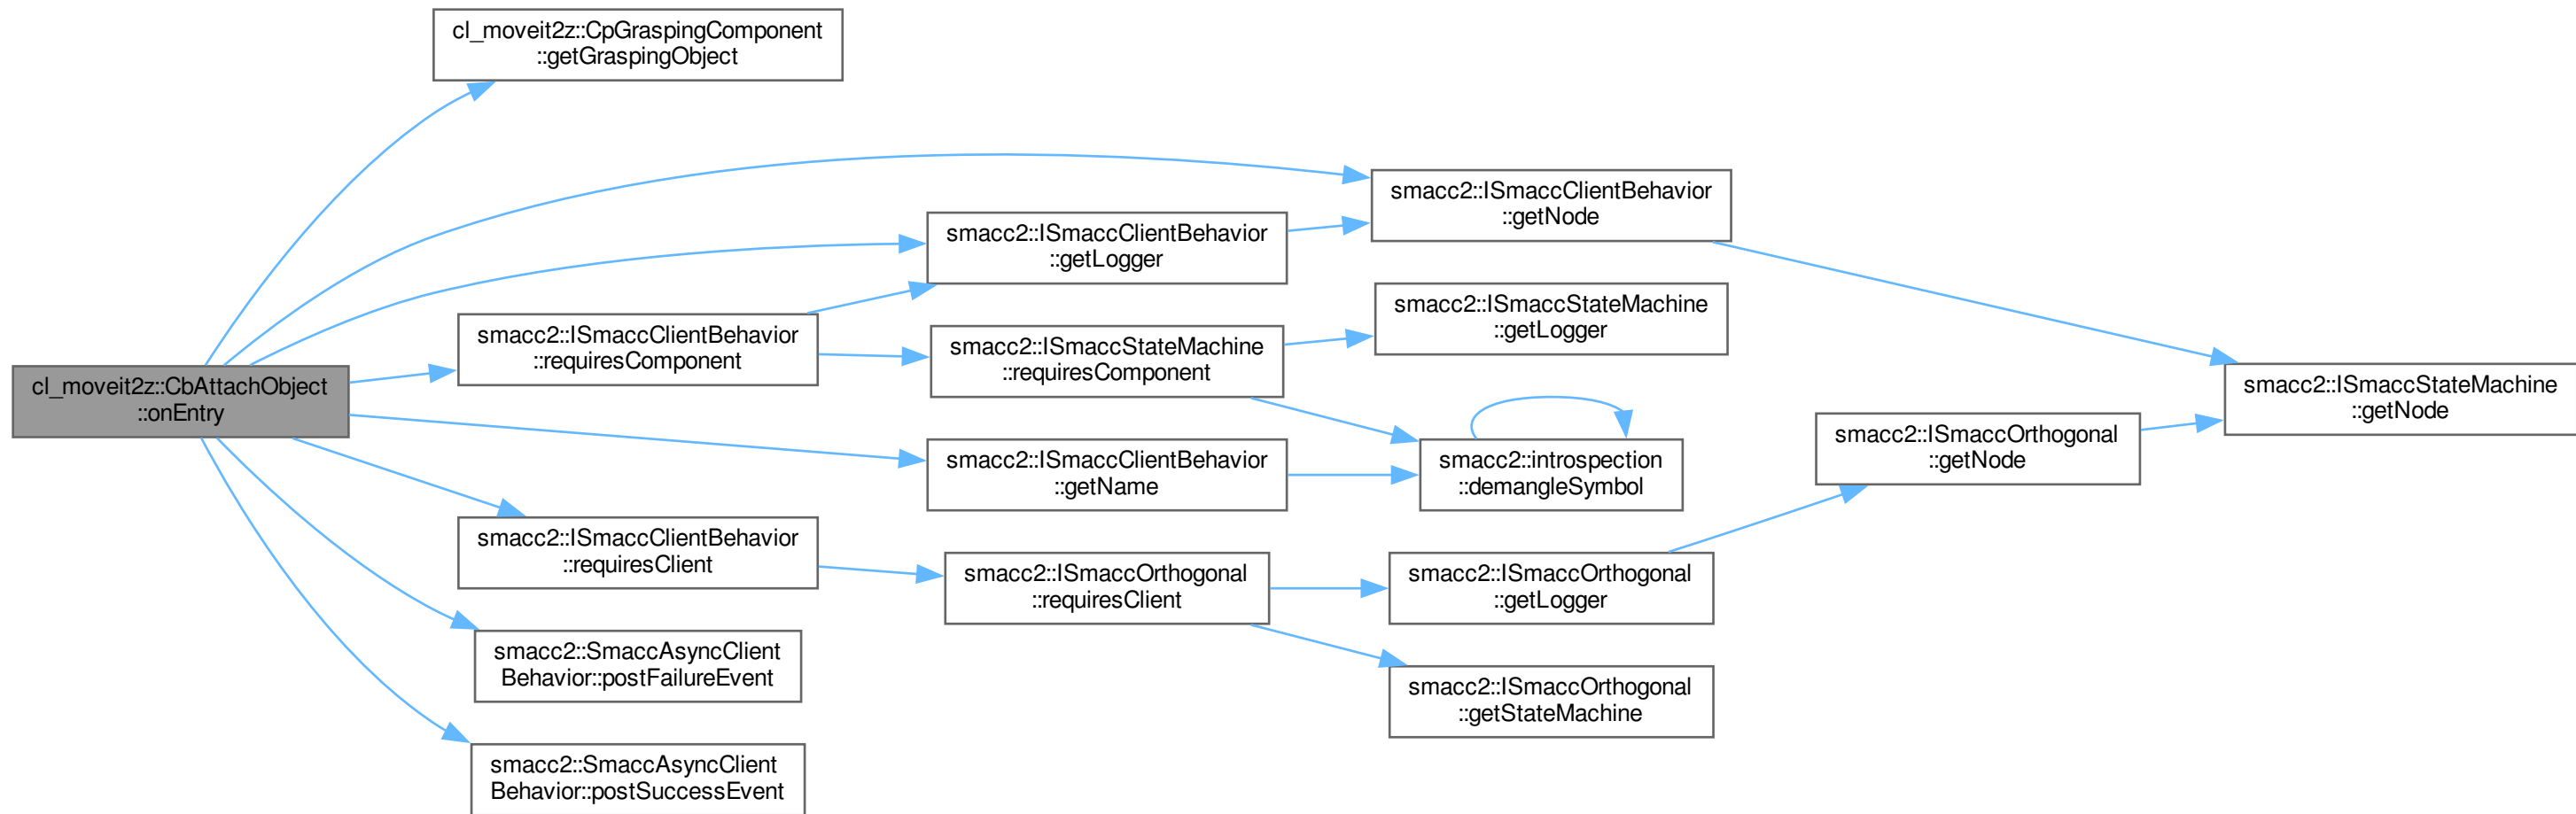 cl_moveit2z::CpGraspingComponent
::getGraspingObject
smacc2::ISmaccClientBehavior
::getNode
smacc2::ISmaccClientBehavior
::getLogger
smacc2::ISmaccStateMachine
::getLogger
smacc2::ISmaccClientBehavior
::requiresComponent
smacc2::ISmaccStateMachine
::requiresComponent
cl_moveit2z::CbAttachObject
::onEntry
smacc2::ISmaccStateMachine
::getNode
smacc2::ISmaccOrthogonal
::getNode
smacc2::ISmaccClientBehavior
::getName
smacc2::introspection
::demangleSymbol
smacc2::ISmaccClientBehavior
::requiresClient
smacc2::ISmaccOrthogonal
::requiresClient
smacc2::ISmaccOrthogonal
::getLogger
smacc2::SmaccAsyncClient
Behavior::postFailureEvent
smacc2::ISmaccOrthogonal
::getStateMachine
smacc2::SmaccAsyncClient
Behavior::postSuccessEvent